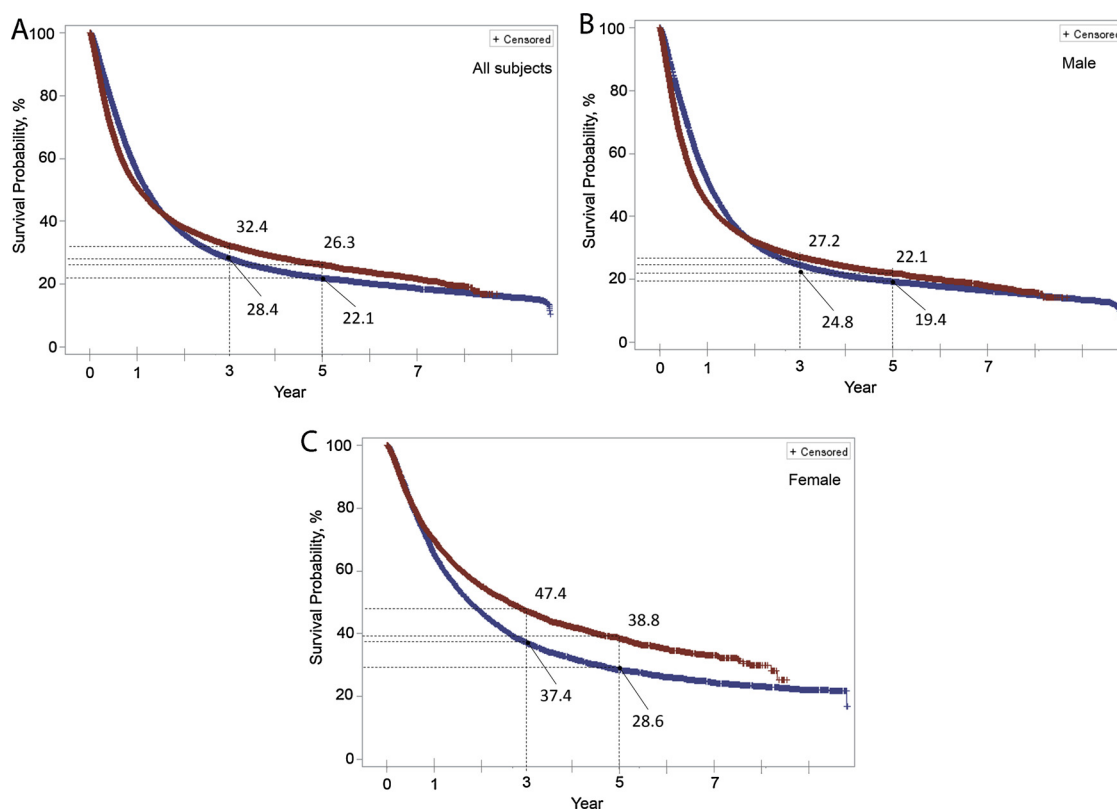 A
100
80
60
40
20
0
Survival Probability, %
+ Censored
All subjects
32.4
26.3
28.4
22.1
0 1 3 5 7
Year
B
100
80
60
40
20
0
Survival Probability, %
+ Censored
Male
27.2
22.1
24.8
19.4
0 1 3 5 7
Year
C
100
80
60
40
20
0
Survival Probability, %
+ Censored
Female
47.4
38.8
37.4
28.6
0 1 3 5 7
Year